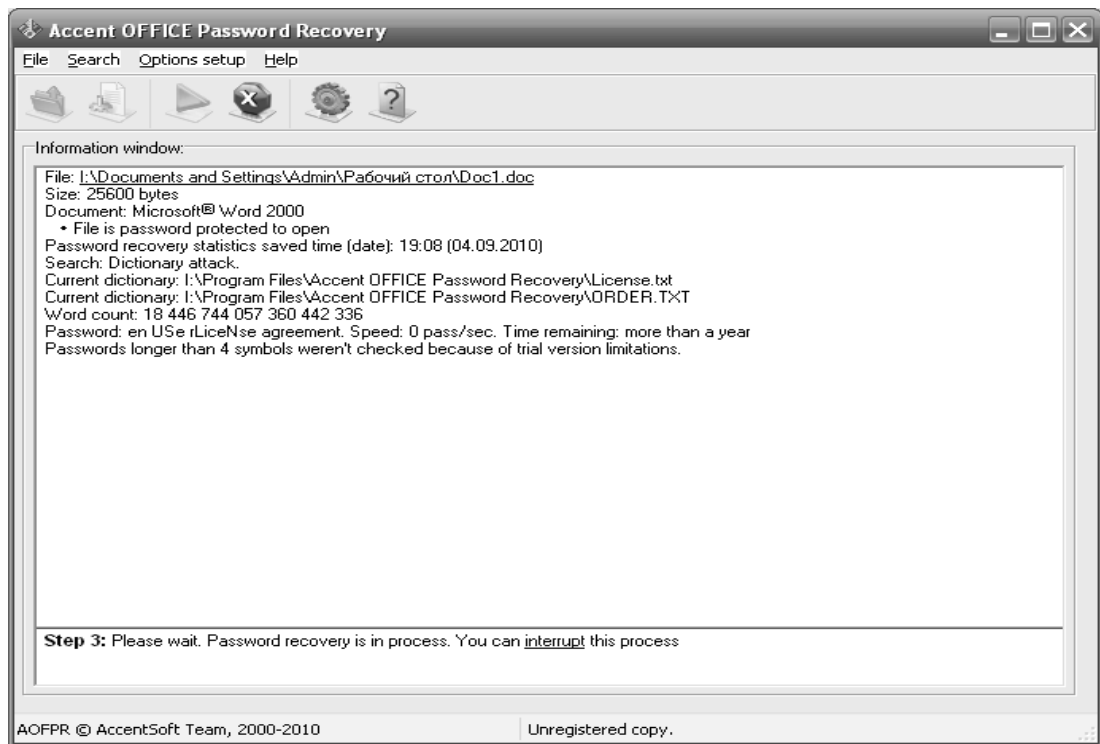 Accent OFFICE Password Recovery
File Search Options setup Help
Information window:
File: I:\Documents and Settings\Admin\Рабочий стол\Doc1.doc
Size: 25600 bytes
Document: Microsoft® Word 2000
• File is password protected to open
Password recovery statistics saved time (date): 19:08 (04.09.2010)
Search: Dictionary attack.
Current dictionary: I:\Program Files\Accent OFFICE Password Recovery\License.txt
Current dictionary: I:\Program Files\Accent OFFICE Password Recovery\ORDER.TXT
Word count: 18 446 744 057 360 442 336
Password: en USe rLiceNse agreement. Speed: 0 pass/sec. Time remaining: more than a year
Passwords longer than 4 symbols weren't checked because of trial version limitations.
Step 3: Please wait. Password recovery is in process. You can interrupt this process
AOFPR © AccentSoft Team, 2000-2010 Unregistered copy.